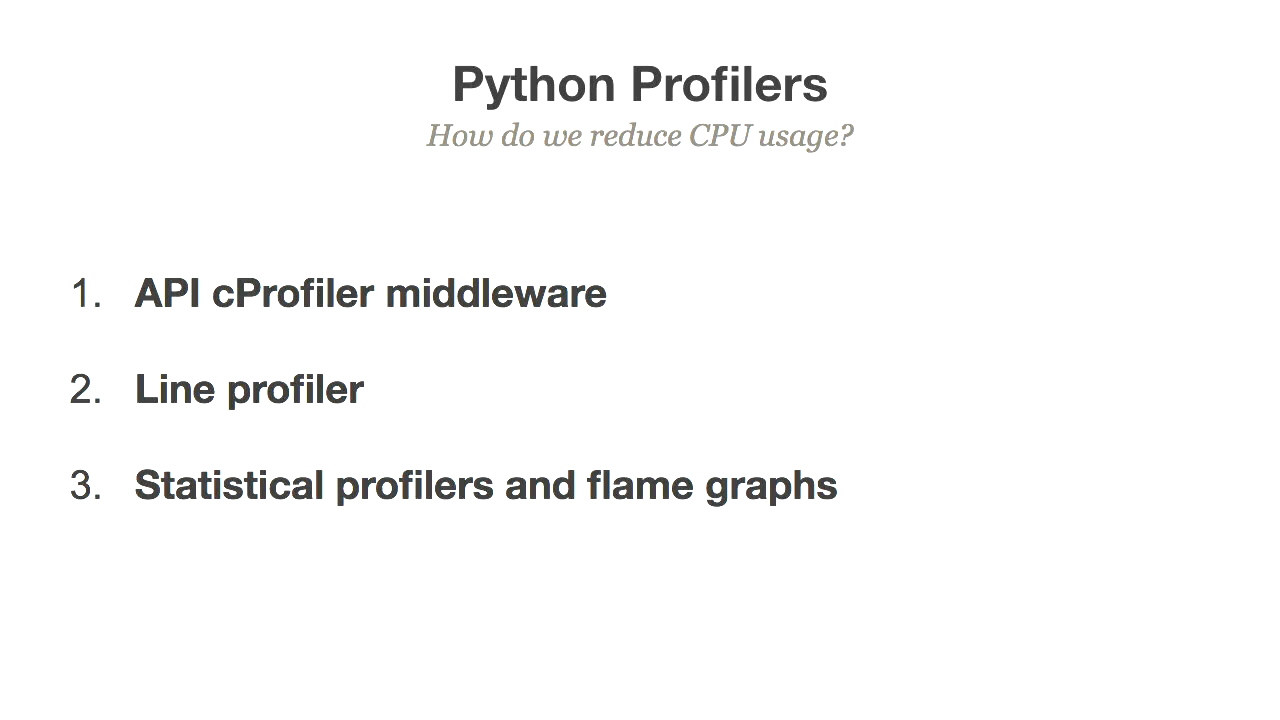 Python Profilers
How do we reduce CPU usage?
1. API cProfiler middleware
2. Line profiler
3. Statistical profilers and flame graphs